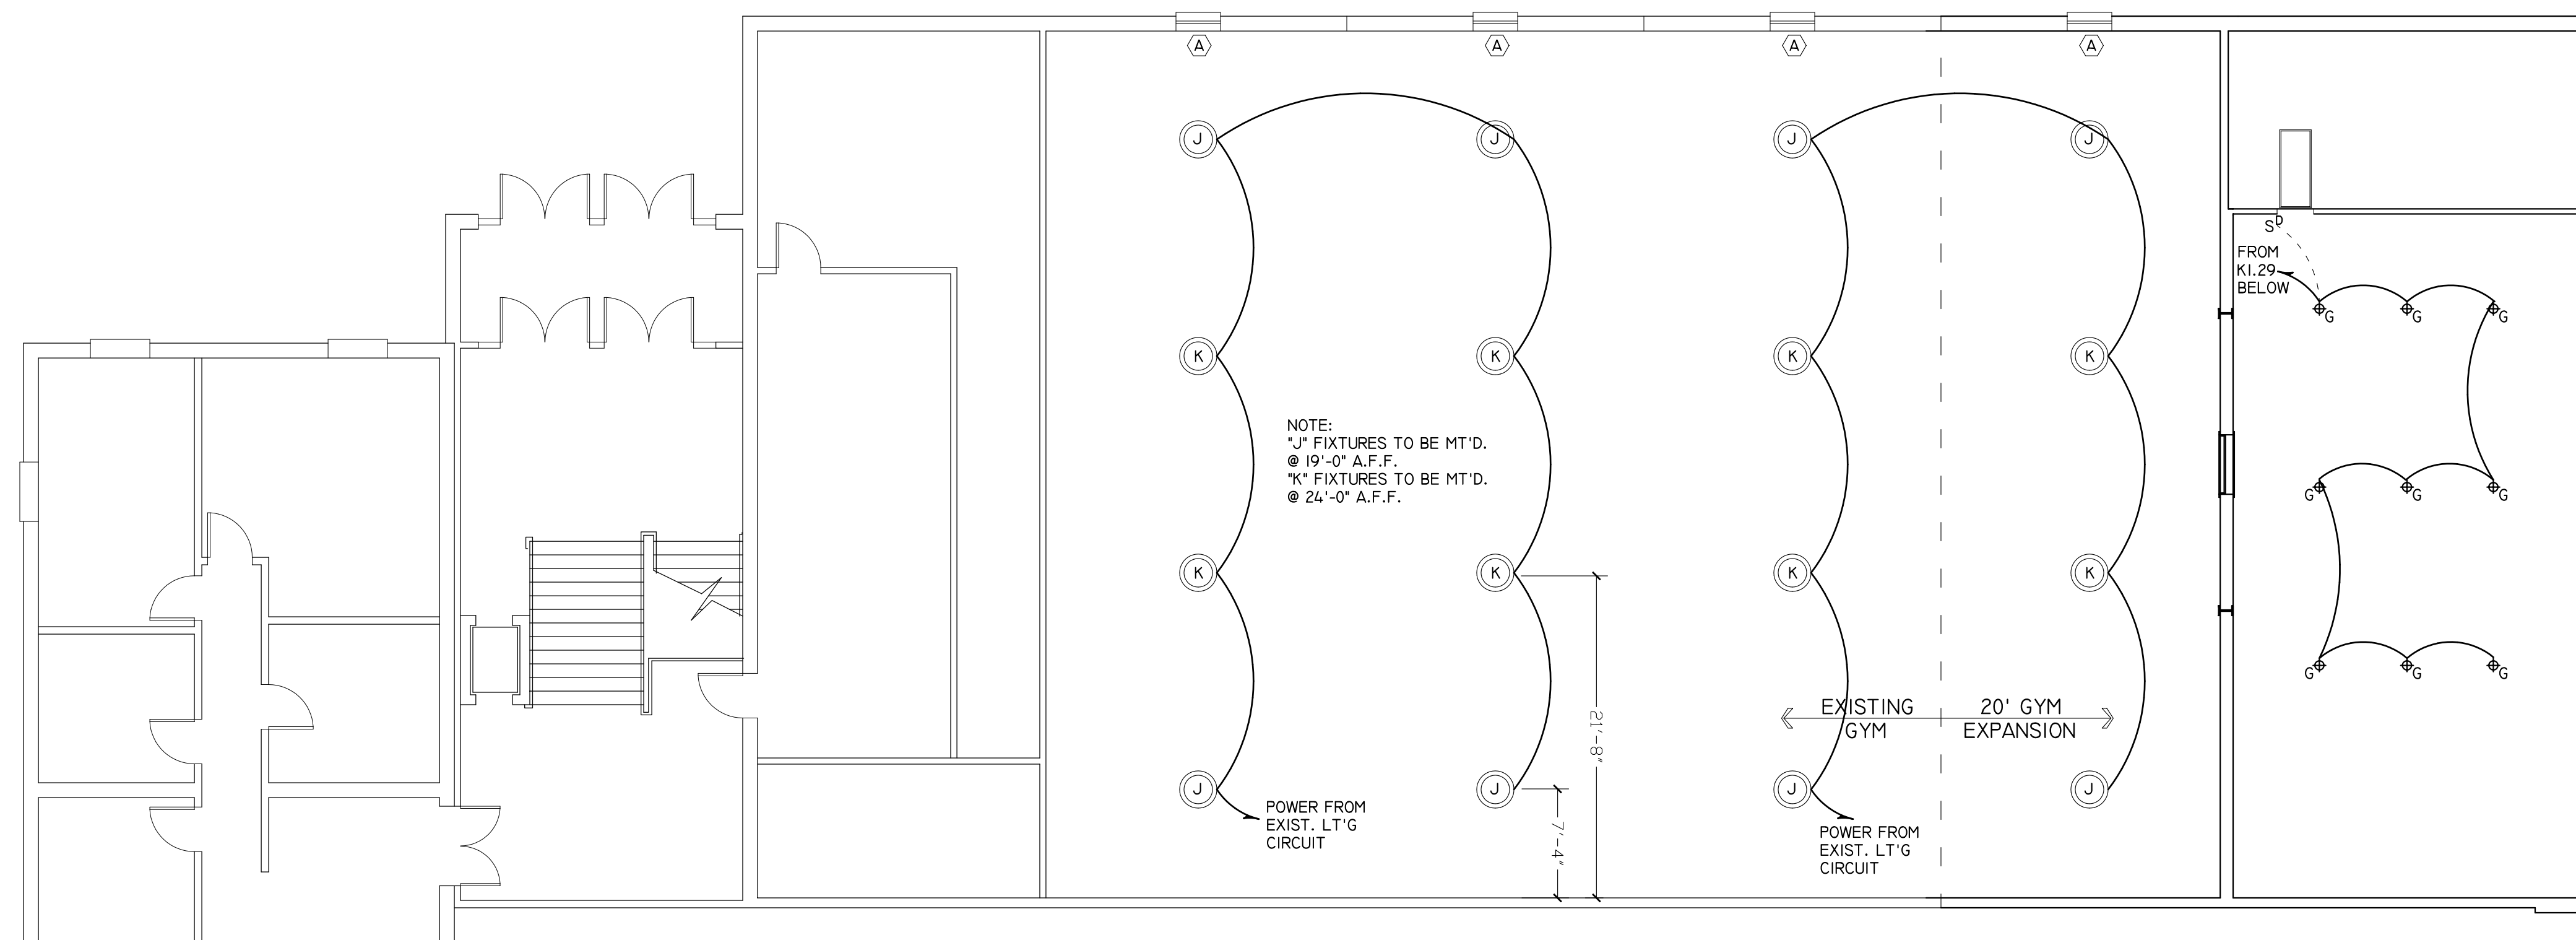 A
A
A
A
J
J
J
J
S D
FROM
K1.29
BELOW
G
G
G
K
K
K
K
NOTE:
"J" FIXTURES TO BE MT'D.
@ 19'-0" A.F.F.
"K" FIXTURES TO BE MT'D.
@ 24'-0" A.F.F.
G
G
G
K
K
K
K
G
G
G
21'-8"
EXISTING
GYM
20' GYM
EXPANSION
J
J
J
J
POWER FROM
EXIST. LT'G
CIRCUIT
7'-4"
POWER FROM
EXIST. LT'G
CIRCUIT